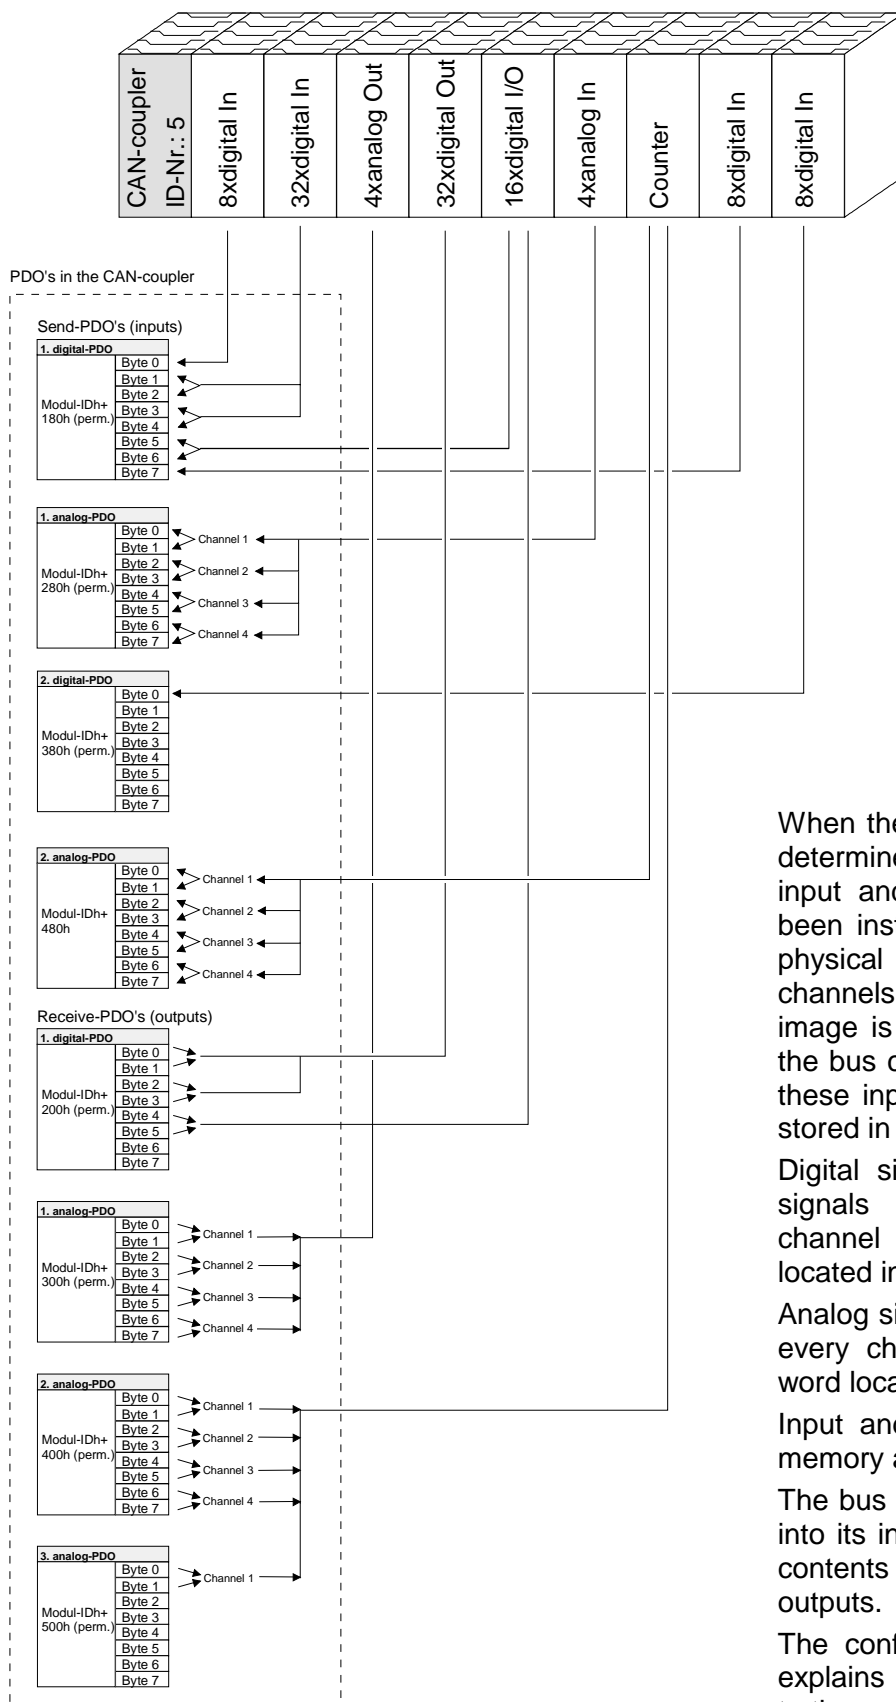 CAN-coupler
ID-Nr.: 5
8xdigital In
32xdigital In
4xanalog Out
32xdigital Out
16xdigital I/O
4xanalog In
Counter
8xdigital In
8xdigital In
PDO's in the CAN-coupler
Send-PDO's (inputs)
1. digital-PDO
Modul-IDh+
180h (perm.)
Byte 0
Byte 1
Byte 2
Byte 3
Byte 4
Byte 5
Byte 6
Byte 7
1. analog-PDO
Modul-IDh+
280h (perm.)
Byte 0
Byte 1
Byte 2
Byte 3
Byte 4
Byte 5
Byte 6
Byte 7
Channel 1
Channel 2
Channel 3
Channel 4
2. digital-PDO
Modul-IDh+
380h (perm.)
Byte 0
Byte 1
Byte 2
Byte 3
Byte 4
Byte 5
Byte 6
Byte 7
2. analog-PDO
Modul-IDh+
480h
Byte 0
Byte 1
Byte 2
Byte 3
Byte 4
Byte 5
Byte 6
Byte 7
Channel 1
Channel 2
Channel 3
Channel 4
Receive-PDO's (outputs)
1. digital-PDO
Modul-IDh+
200h (perm.)
Byte 0
Byte 1
Byte 2
Byte 3
Byte 4
Byte 5
Byte 6
Byte 7
1. analog-PDO
Modul-IDh+
300h (perm.)
Byte 0
Byte 1
Byte 2
Byte 3
Byte 4
Byte 5
Byte 6
Byte 7
Channel 1
Channel 2
Channel 3
Channel 4
2. analog-PDO
Modul-IDh+
400h (perm.)
Byte 0
Byte 1
Byte 2
Byte 3
Byte 4
Byte 5
Byte 6
Byte 7
Channel 1
Channel 2
Channel 3
Channel 4
3. analog-PDO
Modul-IDh+
500h (perm.)
Byte 0
Byte 1
Byte 2
Byte 3
Byte 4
Byte 5
Byte 6
Byte 7
Channel 1
When the
determine
input and
been inst
physical
channels
image is
the bus c
these inp
stored in
Digital si
signals
channel
located in
Analog si
every ch
word loca
Input and
memory a
The bus
into its in
contents
outputs.
The conf
explains